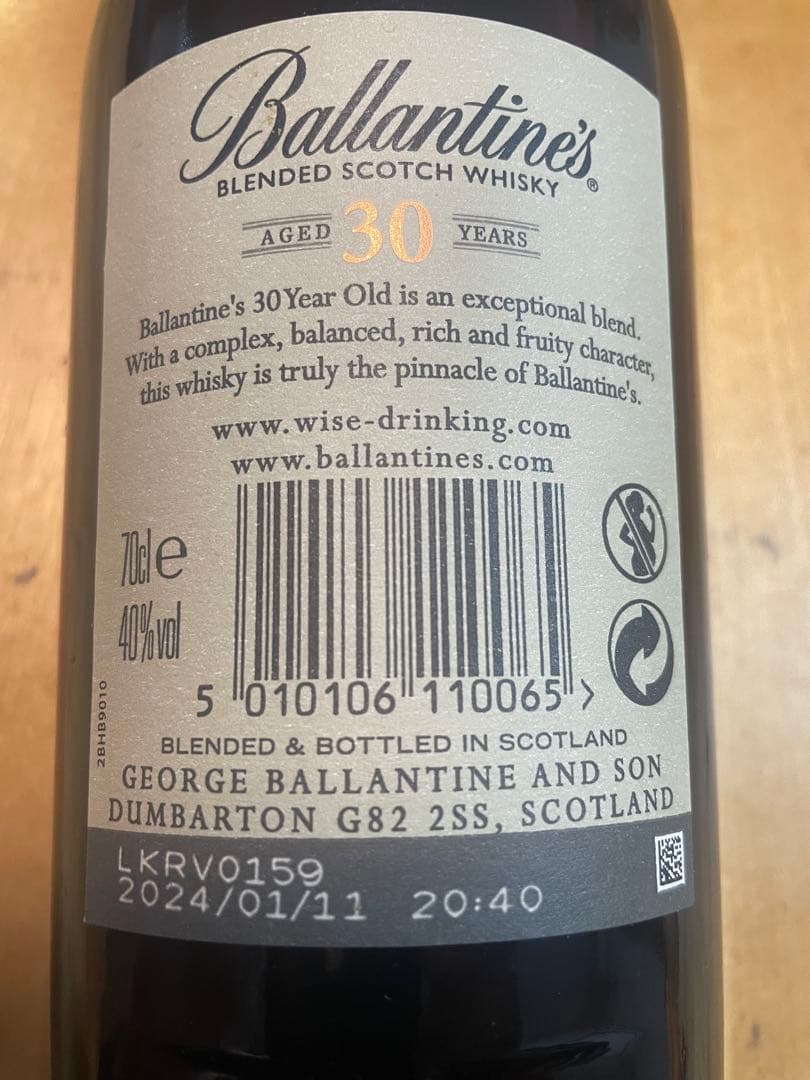 Ballantine's®
BLENDED SCOTCH WHISKY
AGED 30 YEARS
Ballantine's 30 Year Old is an exceptional blend.
With a complex, balanced, rich and fruity character,
this whisky is truly the pinnacle of Ballantine's.
www.wise-drinking.com
www.ballantines.com
70cl e
40%vol
5 010106 110065 >
2BHB9010
BLENDED & BOTTLED IN SCOTLAND
GEORGE BALLANTINE AND SON
DUMBARTON G82 2SS, SCOTLAND
LKRV0159
2024/01/11 20:40